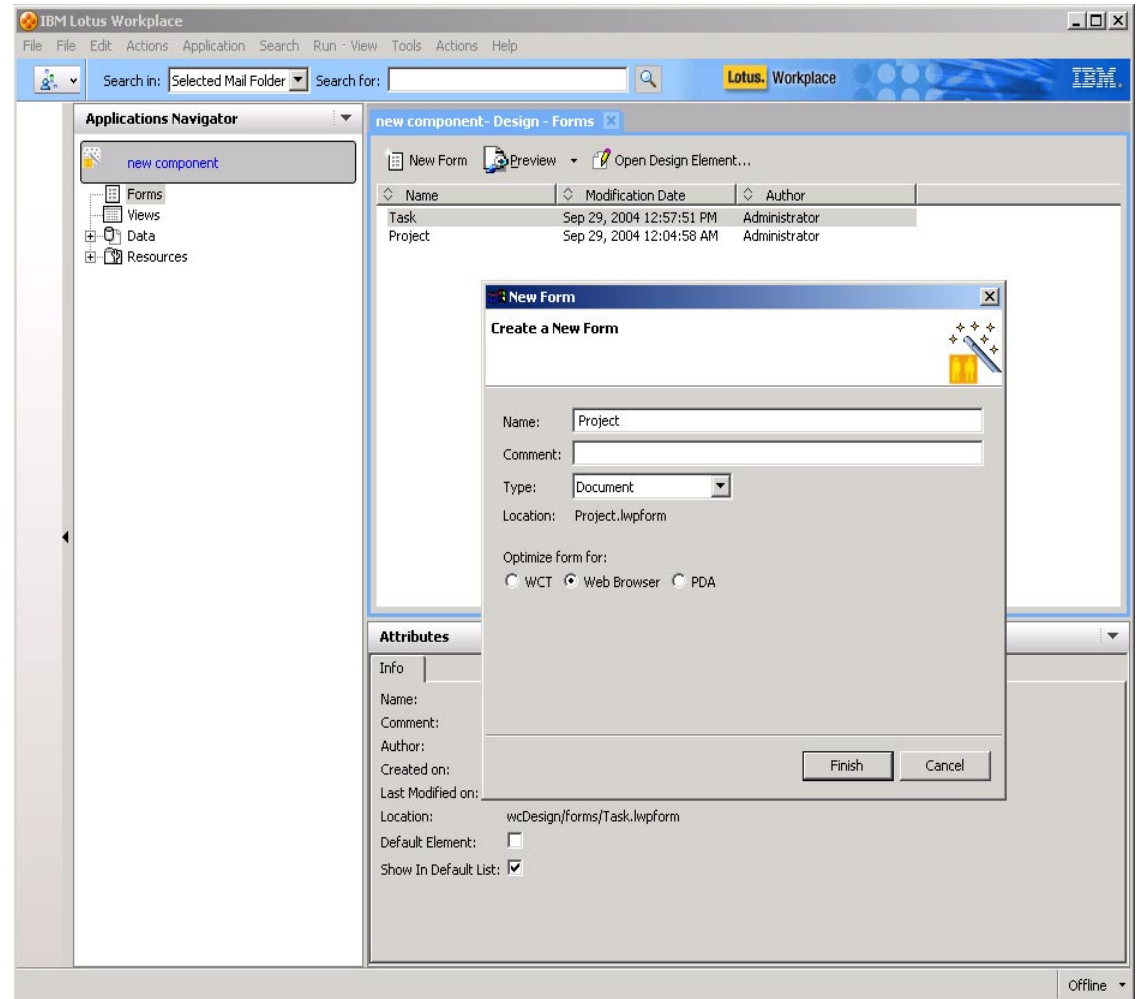 IBM Lotus Workplace
File File Edit Actions Application Search Run · View Tools Actions Help
Search in: Selected Mail Folder Search for: Lotus. Workplace IBM.
Applications Navigator
new component
Forms
Views
Data
Resources
new component- Design - Forms
New Form Preview Open Design Element...
Name Modification Date Author
Task Sep 29, 2004 12:57:51 PM Administrator
Project Sep 29, 2004 12:04:58 AM Administrator
New Form
Create a New Form
Name: Project
Comment:
Type: Document
Location: Project.lwpform
Optimize form for:
WCT Web Browser PDA
Finish Cancel
Attributes
Info
Name:
Comment:
Author:
Created on:
Last Modified on:
Location: wcDesign/forms/Task.lwpform
Default Element:
Show In Default List:
Offline